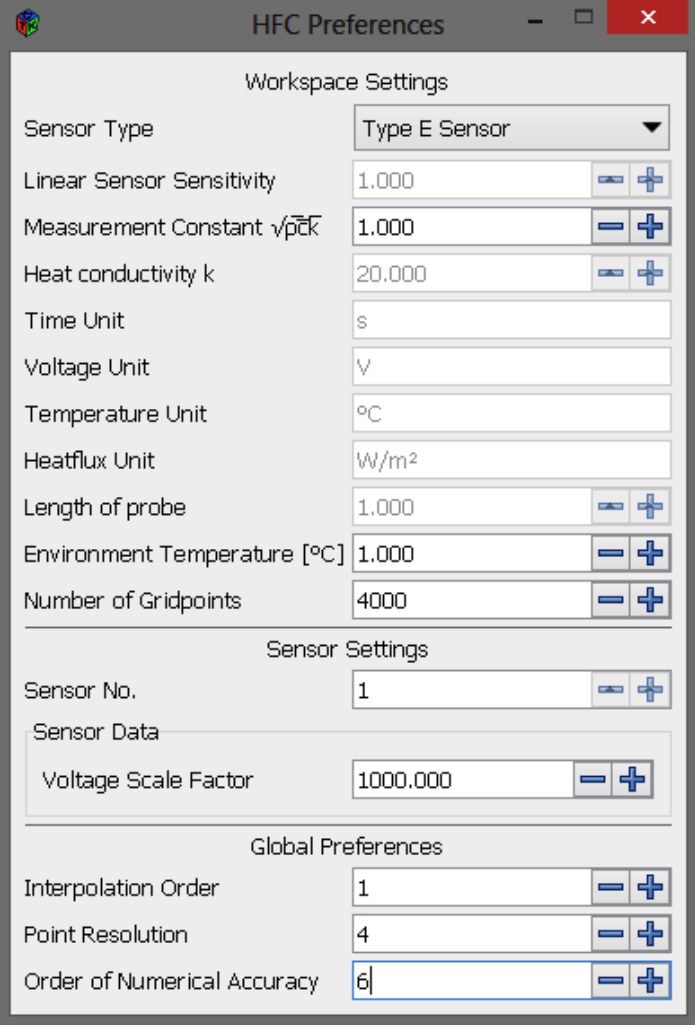 HFC Preferences
Workspace Settings
Sensor Type Type E Sensor
Linear Sensor Sensitivity 1.000
Measurement Constant √ρc̅k 1.000
Heat conductivity k 20.000
Time Unit s
Voltage Unit V
Temperature Unit ºC
Heatflux Unit W/m²
Length of probe 1.000
Environment Temperature [ºC] 1.000
Number of Gridpoints 4000
Sensor Settings
Sensor No. 1
Sensor Data
Voltage Scale Factor 1000.000
Global Preferences
Interpolation Order 1
Point Resolution 4
Order of Numerical Accuracy 6